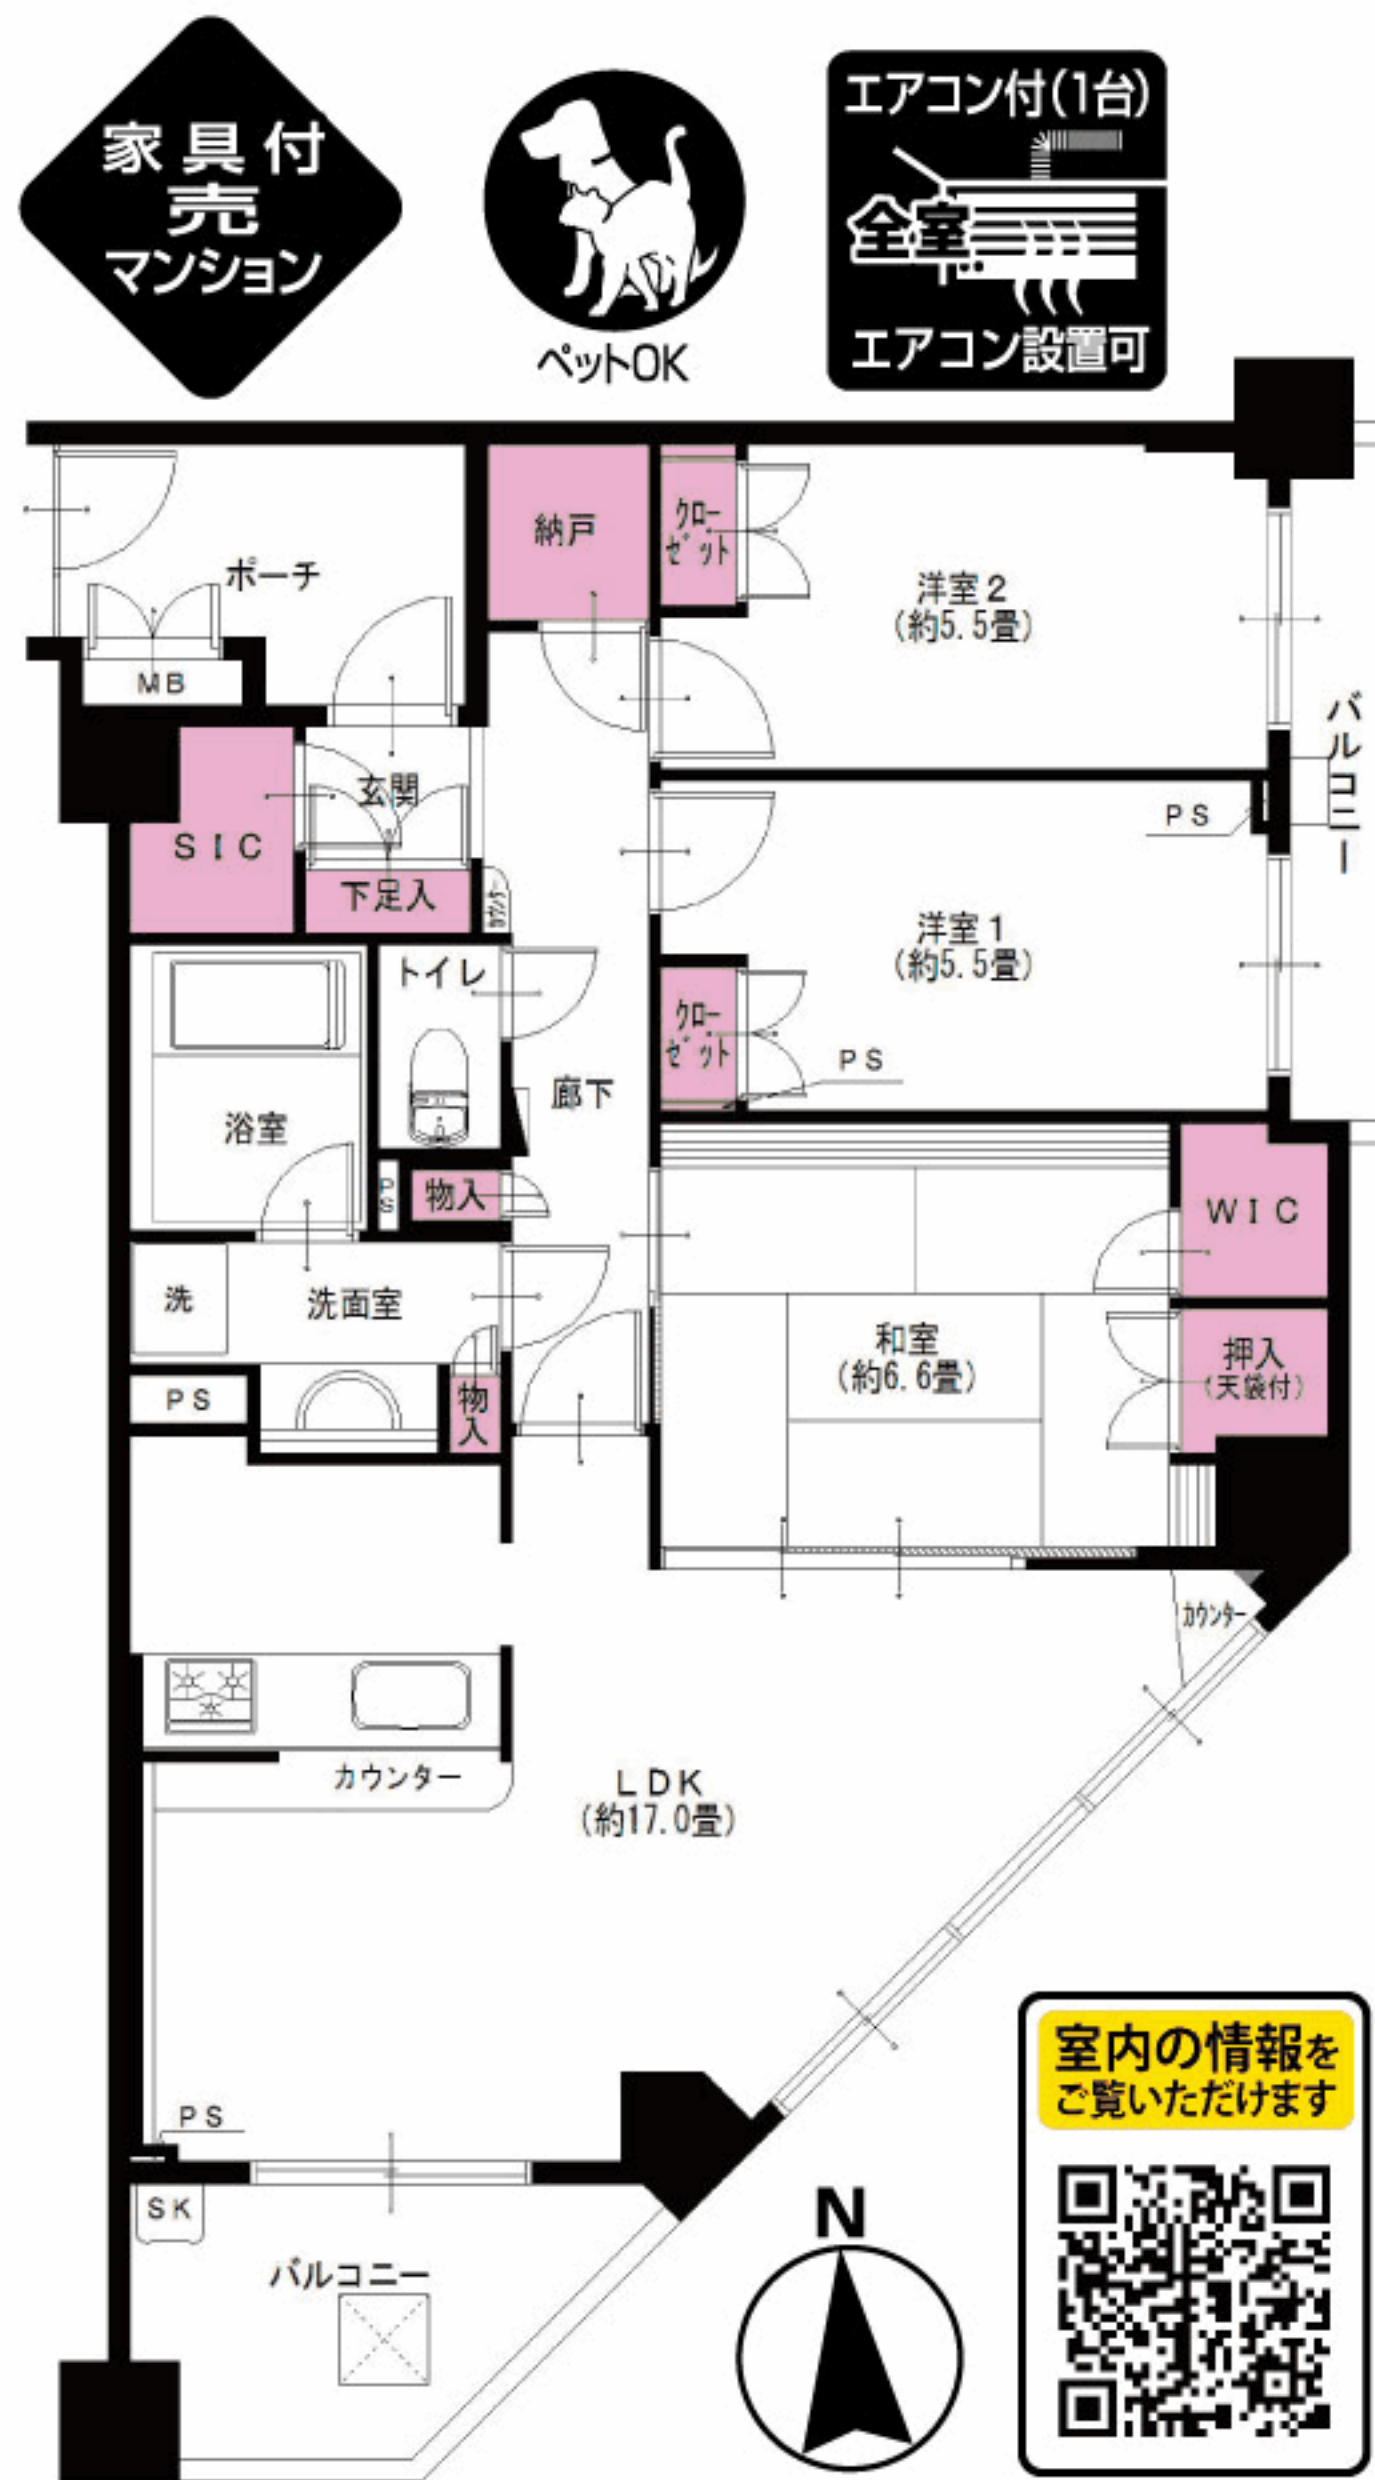 家具付
売
マンション
ペットOK
エアコン付(1台)
全室
エアコン設置可
ポーチ
MB
納戸
クロー
ゼット
洋室2
(約5.5畳)
バルコニー
玄関
SIC
下足入
カウンター
PS
洋室1
(約5.5畳)
クロー
ゼット
PS
トイレ
浴室
廊下
PS
物入
WIC
洗
洗面室
和室
(約6.6畳)
押入
(天袋付)
PS
物
入
カウンター
カウンター
LDK
(約17.0畳)
PS
SK
バルコニー
N
室内の情報を
ご覧いただけます